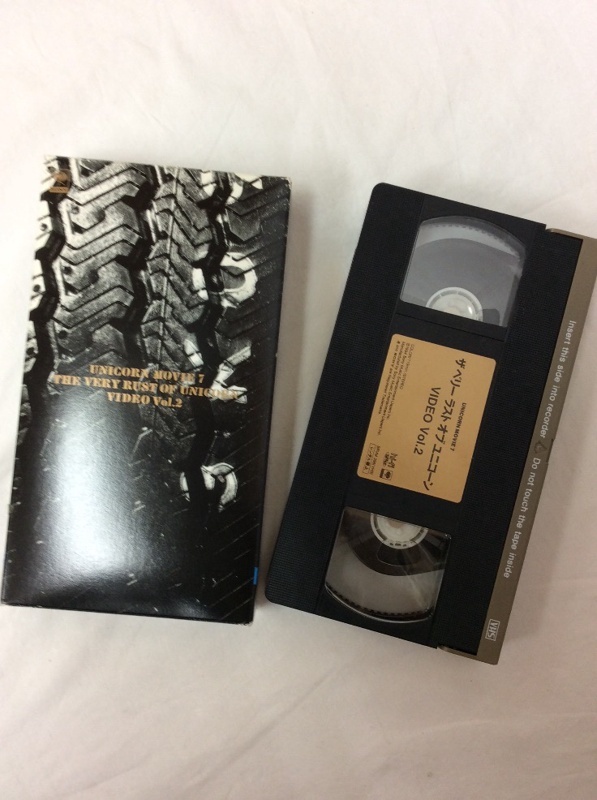 UNICORN MOVIE 7
THE VERY RUST OF UNICORN
VIDEO Vol.2
UNICORN MOVIE 7
ザ ベリー ラスト オブ ユニコーン
VIDEO Vol.2
Insert this side into recorder
Do not touch the tape inside
VHS